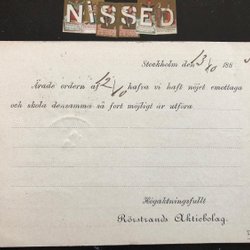 NISSED
Stockholm den 13/10 188
Ärade ordern af 12/10 hafva vi haft nöjet emottaga
och skola densamma så fort möjligt är utföra.
Högaktningsfullt
Rörstrands Aktiebolag.